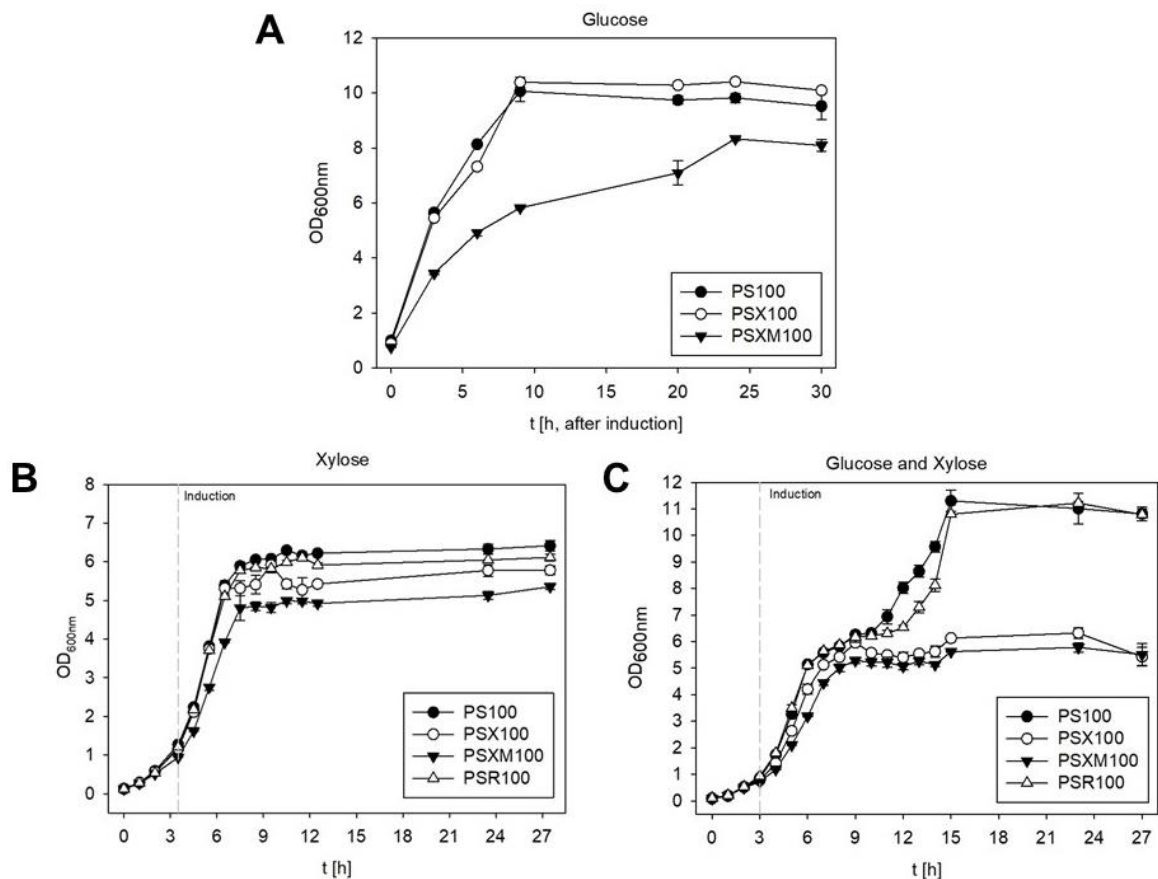 A
Glucose
12
10
8
6
4
2
0
OD600nm
PS100
PSX100
PSXM100
0 5 10 15 20 25 30
t [h, after induction]
B
Xylose
8
7
6
5
4
3
2
1
0
OD600nm
Induction
PS100
PSX100
PSXM100
PSR100
0 3 6 9 12 15 18 21 24 27
t [h]
C
Glucose and Xylose
12
11
10
9
8
7
6
5
4
3
2
1
0
OD600nm
Induction
PS100
PSX100
PSXM100
PSR100
0 3 6 9 12 15 18 21 24 27
t [h]